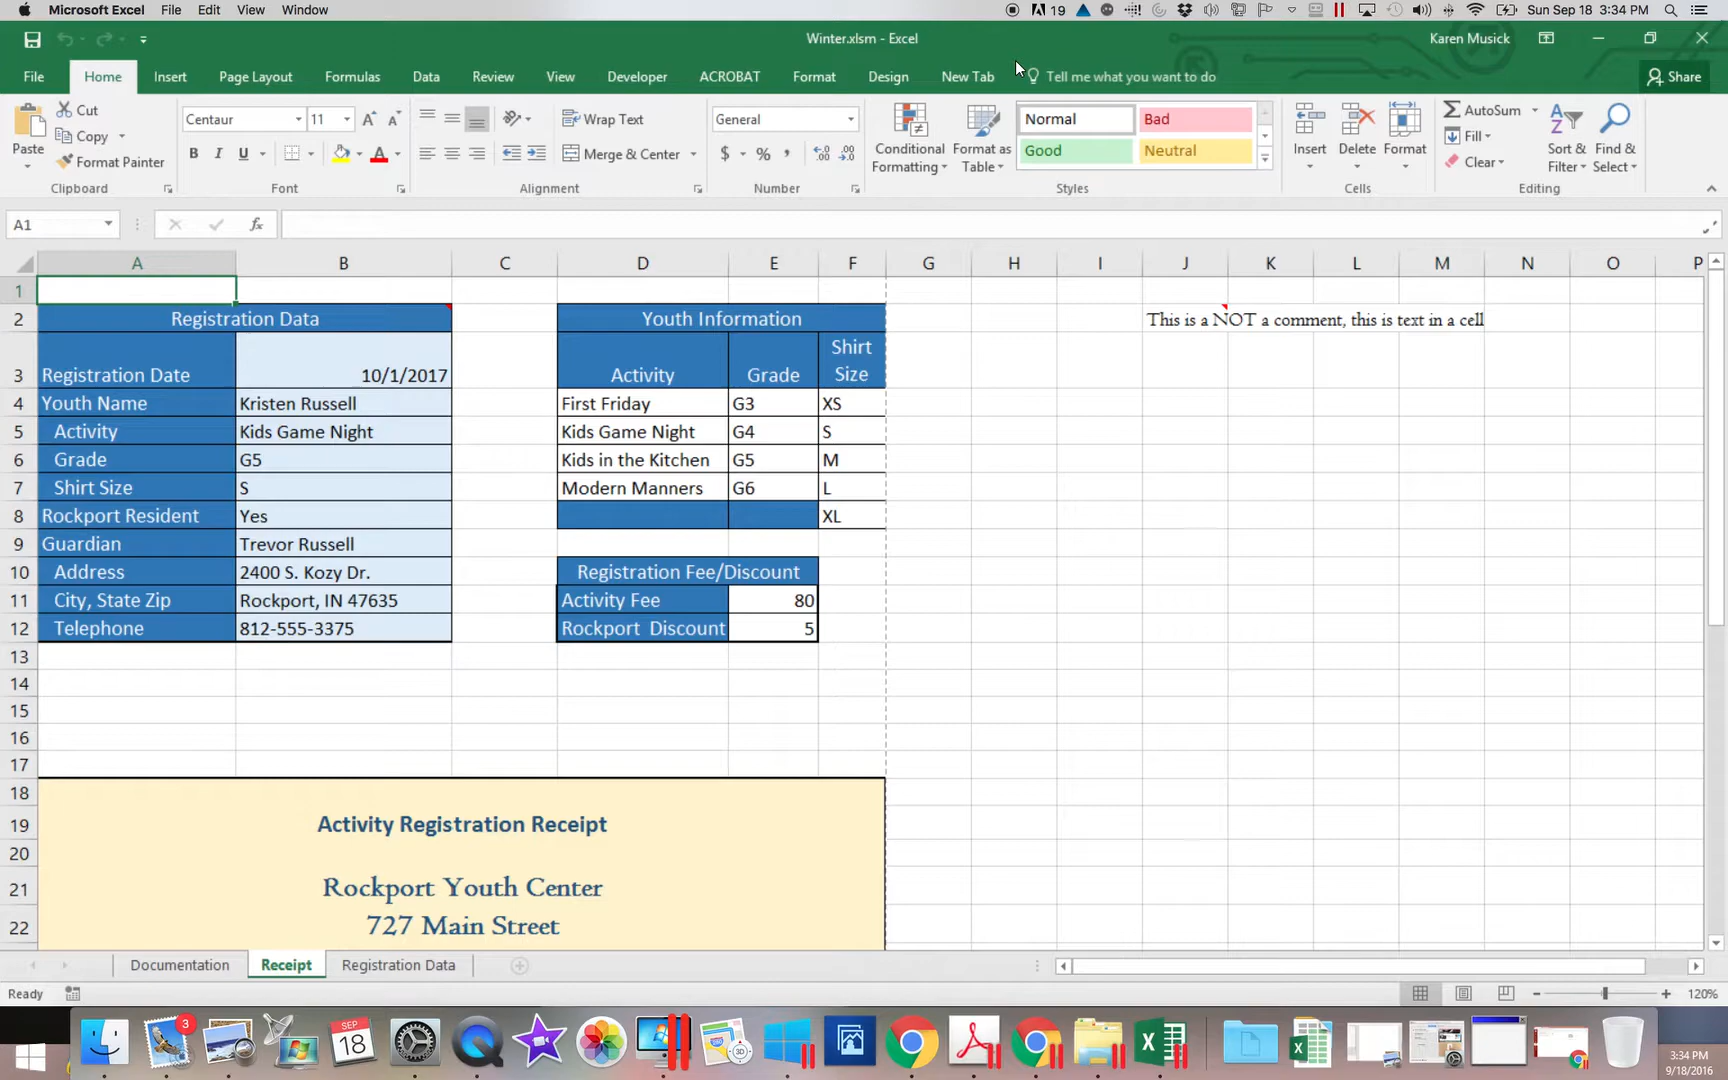 Microsoft Excel File Edit View Window 19 Sun Sep 18 3:34 PM
Winter.xlsm - Excel Karen Musick
File Home Insert Page Layout Formulas Data Review View Developer ACROBAT Format Design New Tab Tell me what you want to do Share
Paste Cut Copy Format Painter Clipboard
Centaur 11 B I U A Font
Wrap Text Merge & Center Alignment
General $ % , Number
Conditional Formatting Format as Table
Normal Bad Good Neutral Styles
Insert Delete Format Cells
AutoSum Fill Clear Sort & Filter Find & Select Editing
A1 fx
A B C D E F G H I J K L M N O P
1
2 Registration Data Youth Information This is a NOT a comment, this is text in a cell
3 Registration Date 10/1/2017 Activity Grade Shirt Size
4 Youth Name Kristen Russell First Friday G3 XS
5 Activity Kids Game Night Kids Game Night G4 S
6 Grade G5 Kids in the Kitchen G5 M
7 Shirt Size S Modern Manners G6 L
8 Rockport Resident Yes XL
9 Guardian Trevor Russell
10 Address 2400 S. Kozy Dr. Registration Fee/Discount
11 City, State Zip Rockport, IN 47635 Activity Fee 80
12 Telephone 812-555-3375 Rockport Discount 5
13
14
15
16
17
18
19 Activity Registration Receipt
20
21 Rockport Youth Center
22 727 Main Street
Documentation Receipt Registration Data
Ready 120%
3 SEP 18 3D
3:34 PM
9/18/2016